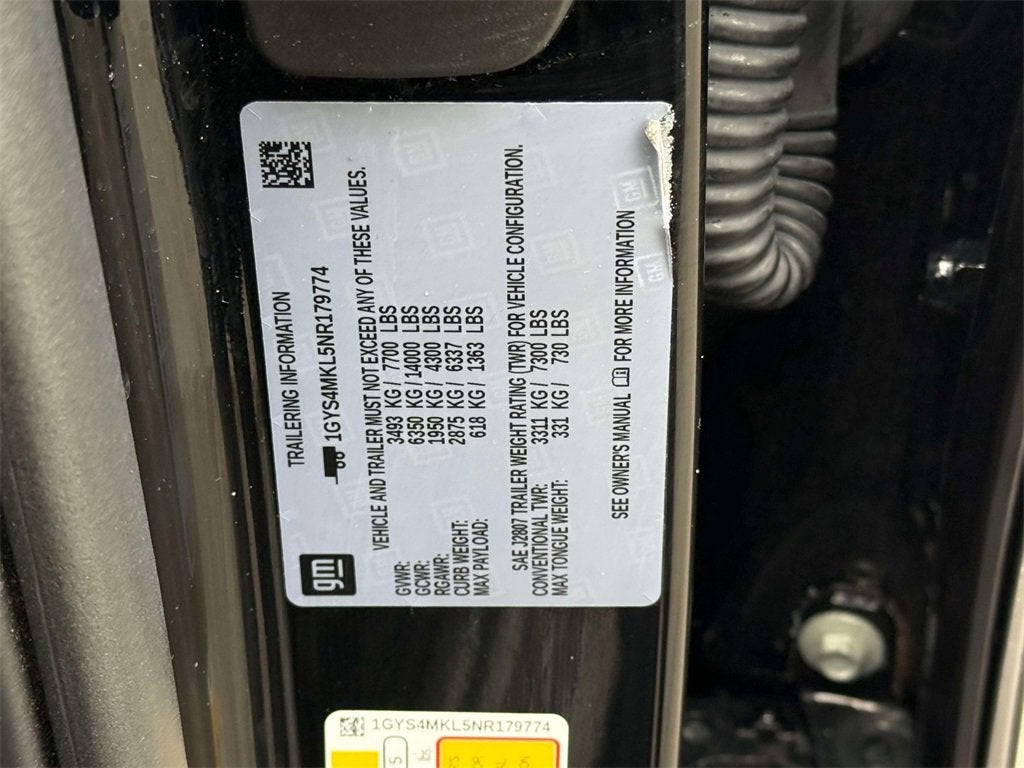 gm
TRAILERING INFORMATION
1GYS4MKL5NR179774
VEHICLE AND TRAILER MUST NOT EXCEED ANY OF THESE VALUES.
GVWR: 3493 KG / 7700 LBS
GCWR: 6350 KG / 14000 LBS
RGAWR: 1950 KG / 4300 LBS
CURB WEIGHT: 2875 KG / 6337 LBS
MAX PAYLOAD: 618 KG / 1363 LBS
SAE J2807 TRAILER WEIGHT RATING (TWR) FOR VEHICLE CONFIGURATION.
CONVENTIONAL TWR: 3311 KG / 7300 LBS
MAX TONGUE WEIGHT: 331 KG / 730 LBS
SEE OWNER'S MANUAL FOR MORE INFORMATION
1GYS4MKL5NR179774
5
lbs.